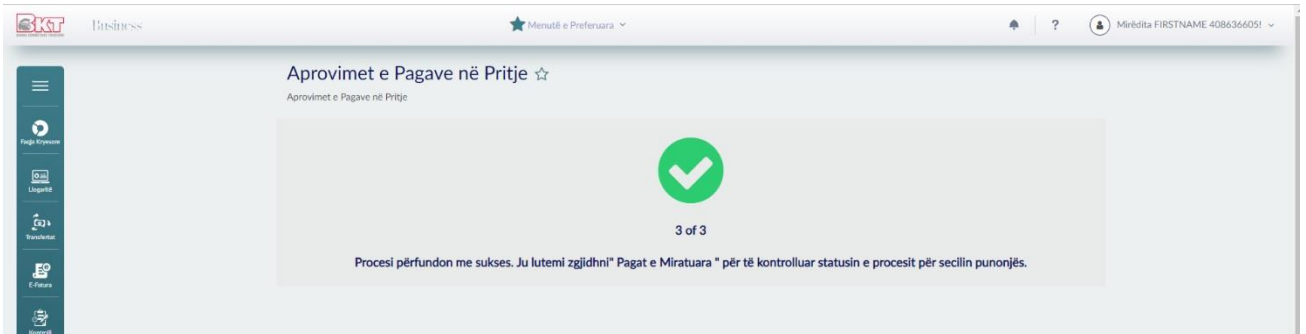 BKT
Business
Menutë e Preferuara
?
Mirëdita FIRSTNAME 408636605!
Aprovimet e Pagave në Pritje
Aprovimet e Pagave në Pritje
Faqja Kryesore
Llogaritë
Transfertat
E-Fatura
3 of 3
Procesi përfundon me sukses. Ju lutemi zgjidhni" Pagat e Miratuara " për të kontrolluar statusin e procesit për secilin punonjës.